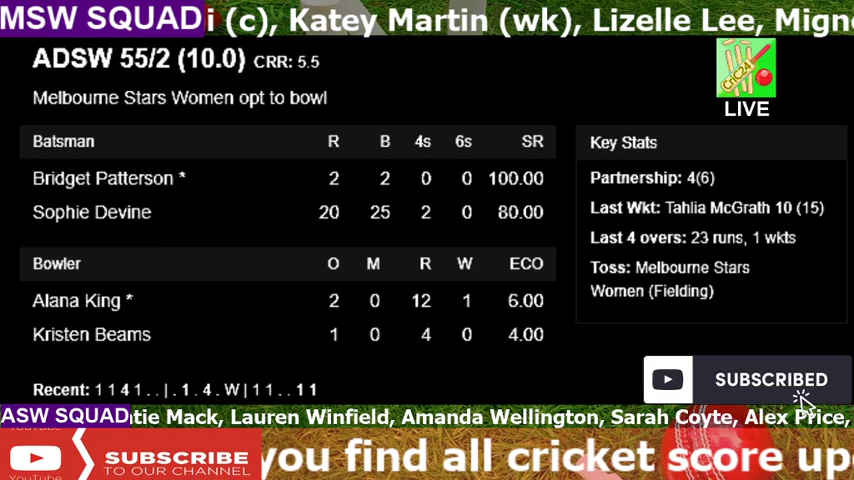 MSW SQUAD i (c), Katey Martin (wk), Lizelle Lee, Migno
ADSW 55/2 (10.0) CRR: 5.5
Cric24
LIVE
Melbourne Stars Women opt to bowl
Batsman R B 4s 6s SR
Bridget Patterson * 2 2 0 0 100.00
Sophie Devine 20 25 2 0 80.00
Bowler O M R W ECO
Alana King * 2 0 12 1 6.00
Kristen Beams 1 0 4 0 4.00
Key Stats
Partnership: 4(6)
Last Wkt: Tahlia McGrath 10 (15)
Last 4 overs: 23 runs, 1 wkts
Toss: Melbourne Stars
Women (Fielding)
SUBSCRIBED
Recent: 1 1 4 1 . . | . 1 . 4 . W | 1 1 . . 1 1
ASW SQUAD tie Mack, Lauren Winfield, Amanda Wellington, Sarah Coyte, Alex Price,
YouTube
SUBSCRIBE
TO OUR CHANNEL
YouTube
you find all cricket score up